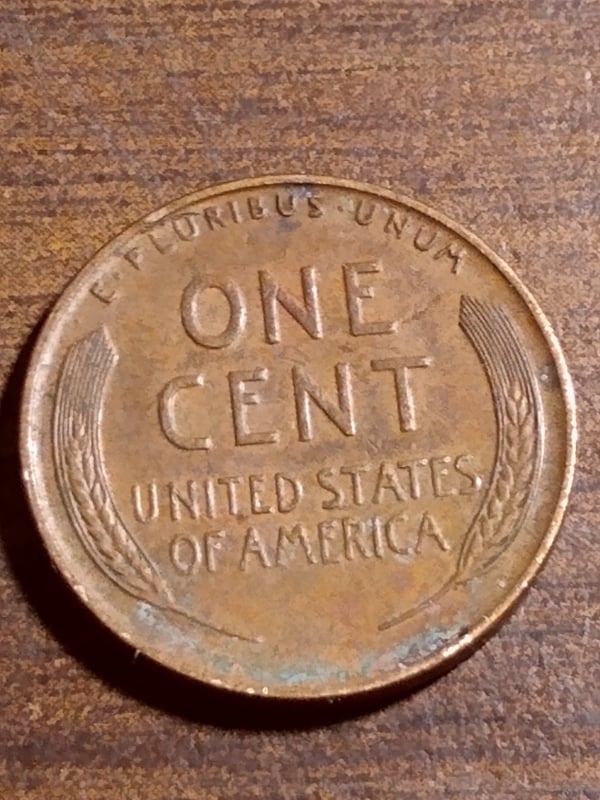 E·PLURIBUS·UNUM
ONE
CENT
UNITED STATES
OF AMERICA